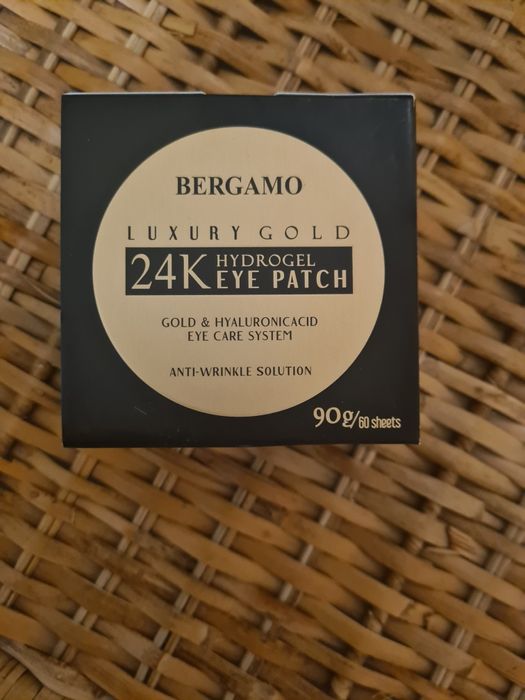 BERGAMO
LUXURY GOLD
24K HYDROGEL EYE PATCH
GOLD & HYALURONICACID
EYE CARE SYSTEM
ANTI-WRINKLE SOLUTION
90g/60 sheets